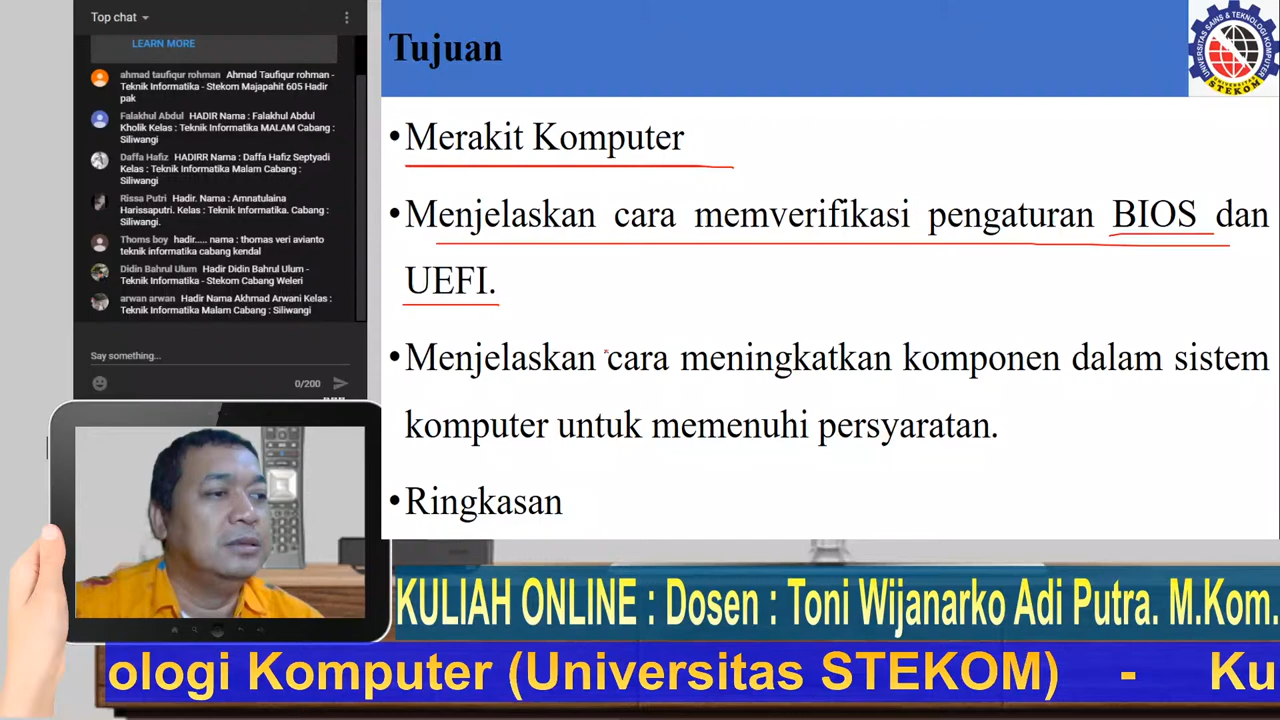 Top chat
LEARN MORE
ahmad taufiqur rohman Ahmad Taufiqur rohman -
Teknik Informatika - Stekom Majapahit 605 Hadir
pak
Falakhul Abdul HADIR Nama : Falakhul Abdul
Kholik Kelas : Teknik Informatika MALAM Cabang :
Siliwangi
Daffa Hafiz HADIRR Nama : Daffa Hafiz Septyadi
Kelas : Teknik Informatika Malam Cabang :
Siliwangi
Rissa Putri Hadir. Nama : Amnatulaina
Harissaputri. Kelas : Teknik Informatika. Cabang :
Siliwangi.
Thoms boy hadir..... nama : thomas veri avianto
teknik informatika cabang kendal
Didin Bahrul Ulum Hadir Didin Bahrul Ulum -
Teknik Informatika - Stekom Cabang Weleri
arwan arwan Hadir Nama Akhmad Arwani Kelas :
Teknik Informatika Malam Cabang : Siliwangi
Say something...
0/200
Tujuan
UNIVERSITAS SAINS & TEKNOLOGI KOMPUTER
STEKOM
•Merakit Komputer
•Menjelaskan cara memverifikasi pengaturan BIOS dan
UEFI.
•Menjelaskan cara meningkatkan komponen dalam sistem
komputer untuk memenuhi persyaratan.
•Ringkasan
KULIAH ONLINE : Dosen : Toni Wijanarko Adi Putra. M.Kom.
ologi Komputer (Universitas STEKOM) - Ku